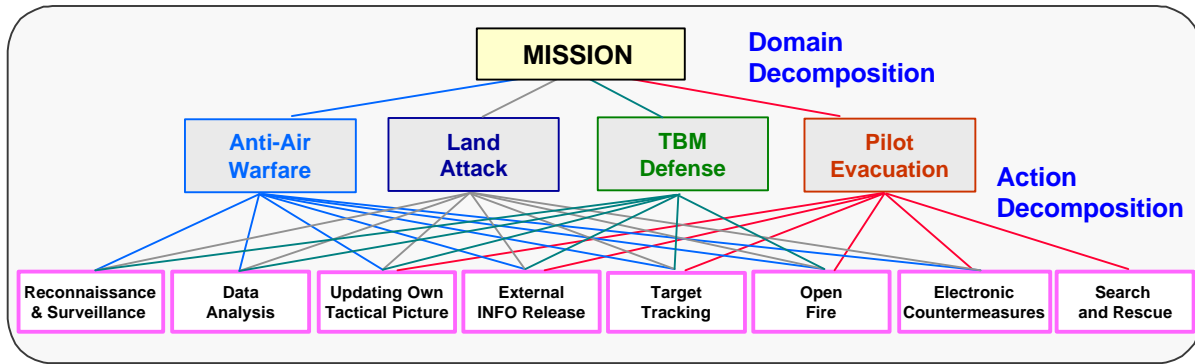 MISSION
Domain
Decomposition
Anti-Air
Warfare
Land
Attack
TBM
Defense
Pilot
Evacuation
Action
Decomposition
Reconnaissance
& Surveillance
Data
Analysis
Updating Own
Tactical Picture
External
INFO Release
Target
Tracking
Open
Fire
Electronic
Countermeasures
Search
and Rescue